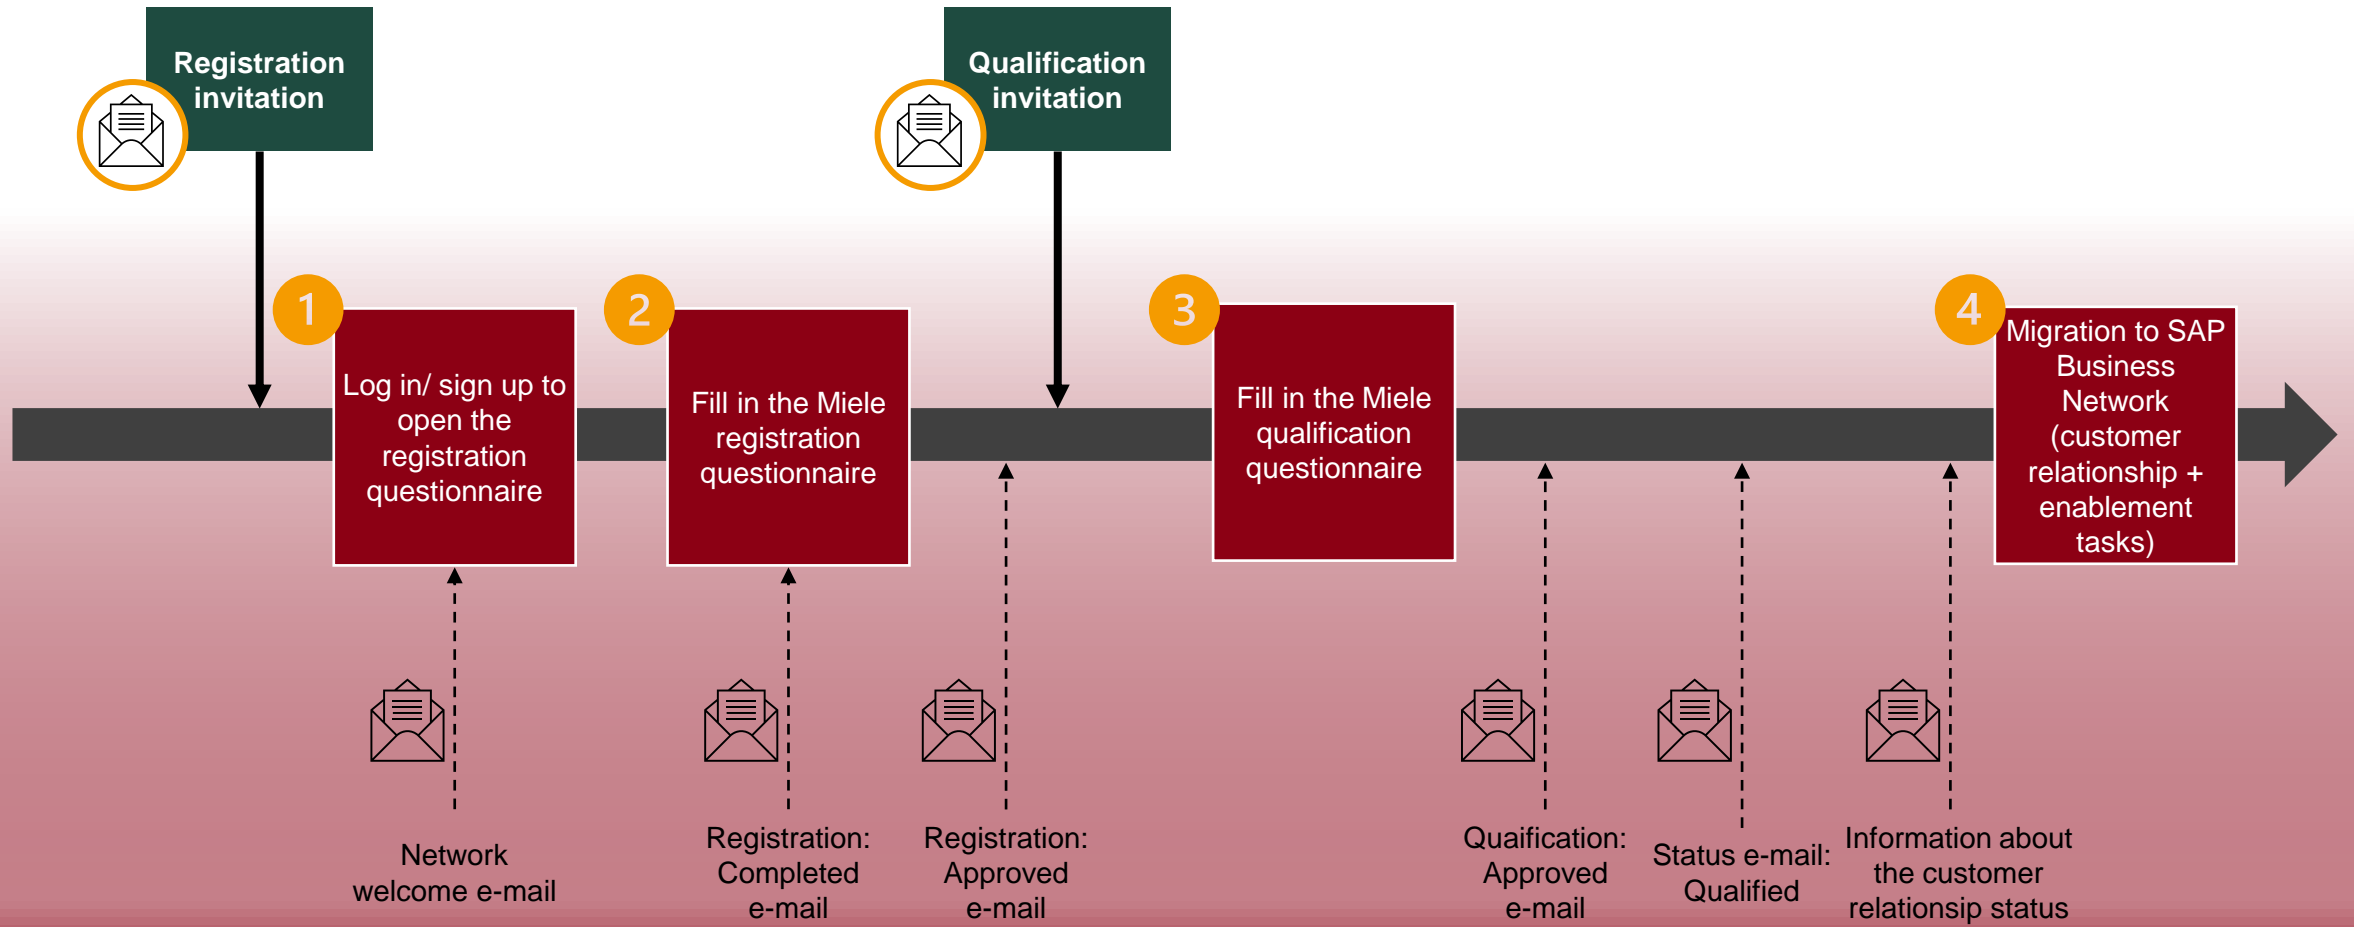 Registration
invitation
Qualification
invitation
1
Log in/ sign up to
open the
registration
questionnaire
2
Fill in the Miele
registration
questionnaire
3
Fill in the Miele
qualification
questionnaire
4
Migration to SAP
Business
Network
(customer
relationship +
enablement
tasks)
Network
welcome e-mail
Registration:
Completed
e-mail
Registration:
Approved
e-mail
Quaification:
Approved
e-mail
Status e-mail:
Qualified
Information about
the customer
relationsip status